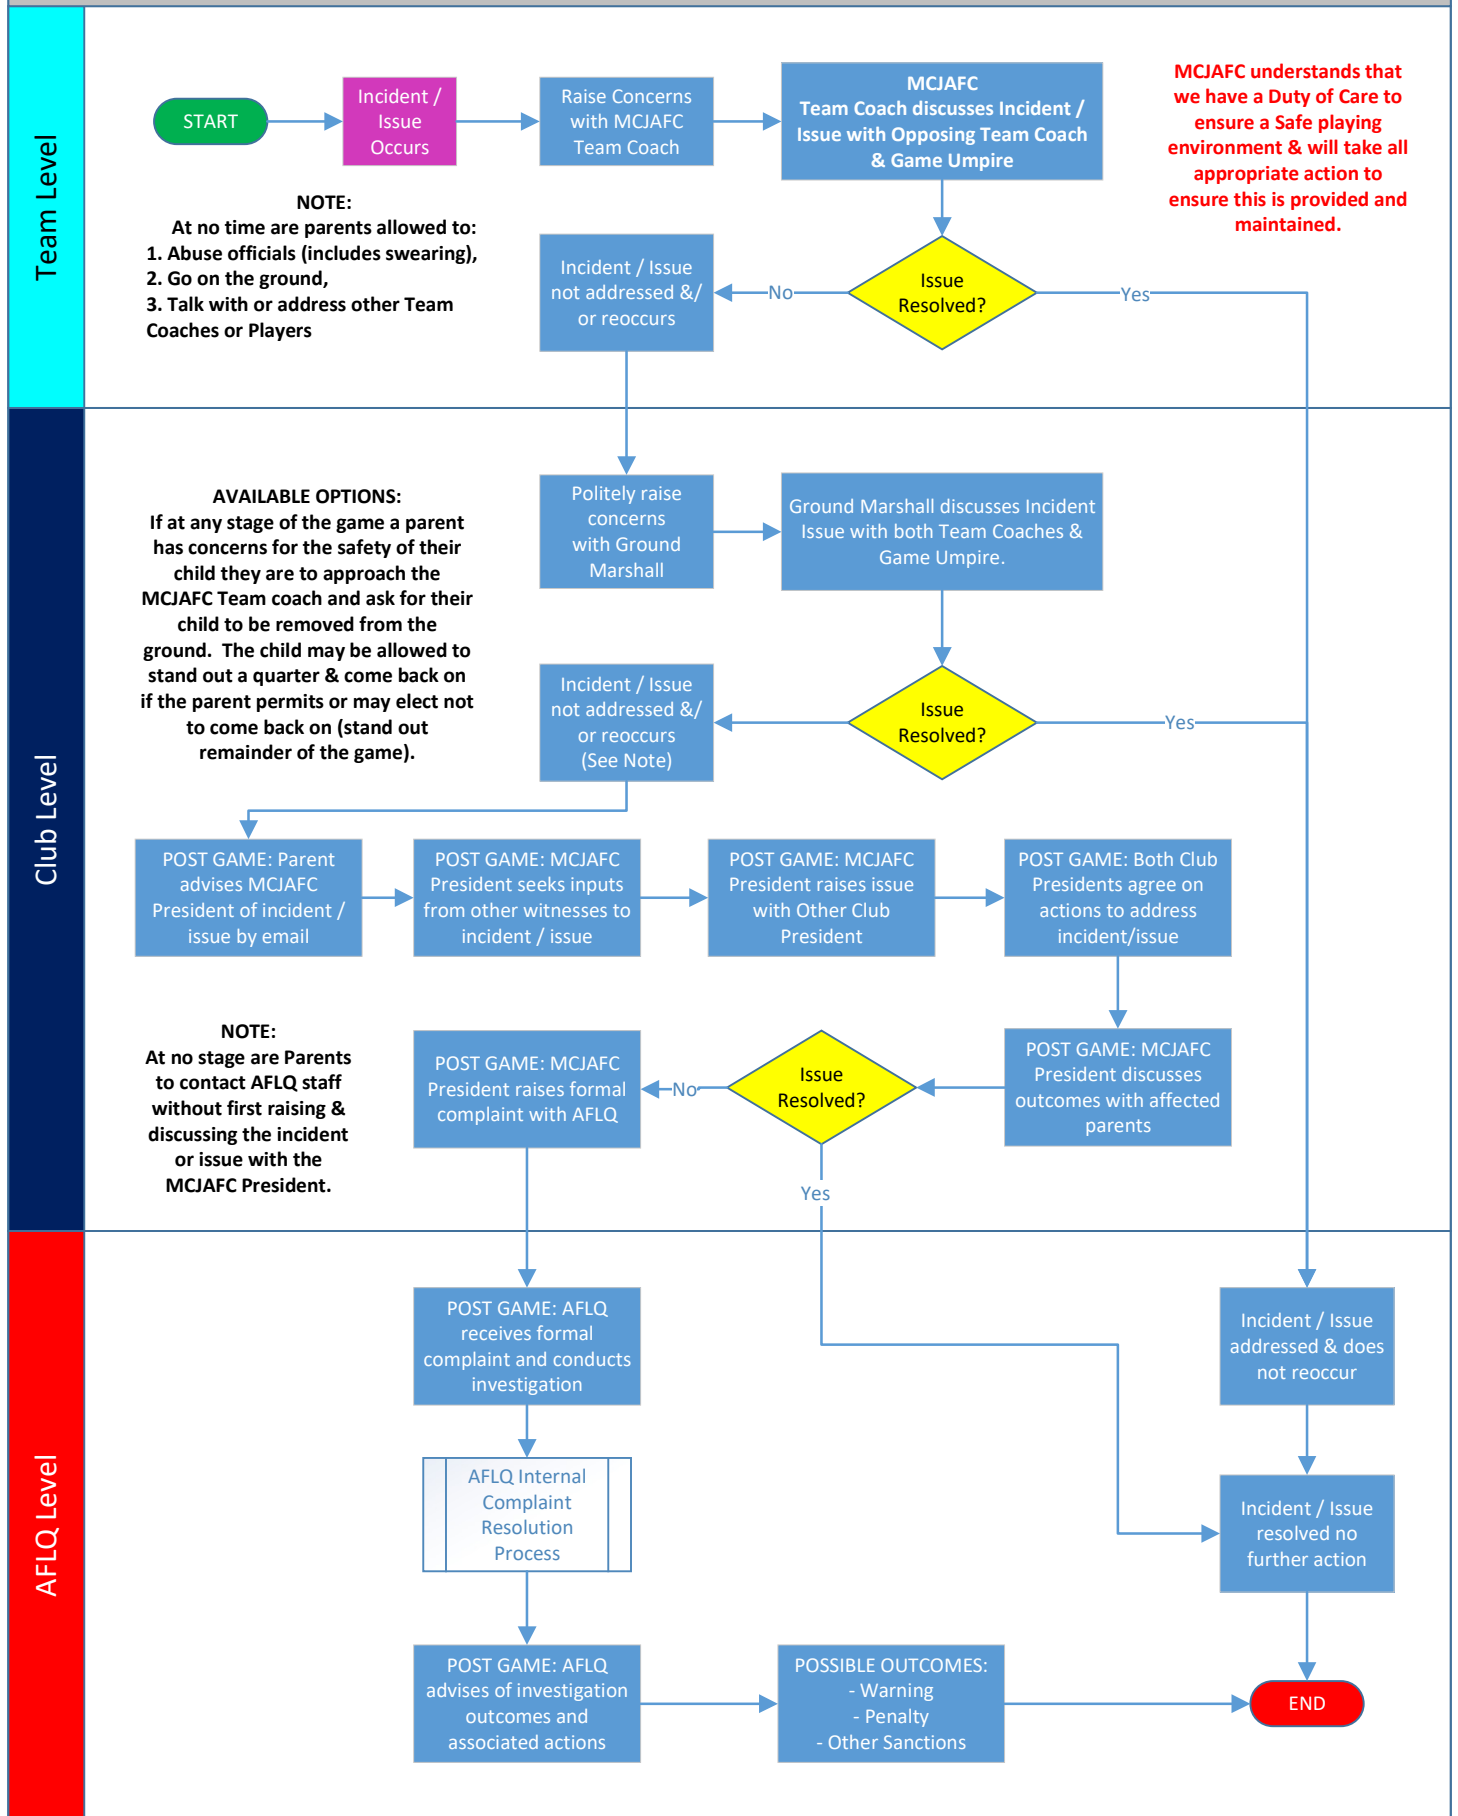 Team Level
START
Incident /
Issue
Occurs
Raise Concerns
with MCJAFC
Team Coach
MCJAFC
Team Coach discusses Incident /
Issue with Opposing Team Coach
& Game Umpire
MCJAFC understands that
we have a Duty of Care to
ensure a Safe playing
environment & will take all
appropriate action to
ensure this is provided and
maintained.
NOTE:
At no time are parents allowed to:
1. Abuse officials (includes swearing),
2. Go on the ground,
3. Talk with or address other Team
Coaches or Players
Incident / Issue
not addressed &/
or reoccurs
No
Issue
Resolved?
Yes
Club Level
AVAILABLE OPTIONS:
If at any stage of the game a parent
has concerns for the safety of their
child they are to approach the
MCJAFC Team coach and ask for their
child to be removed from the
ground.  The child may be allowed to
stand out a quarter & come back on
if the parent permits or may elect not
to come back on (stand out
remainder of the game).
Politely raise
concerns
with Ground
Marshall
Ground Marshall discusses Incident
Issue with both Team Coaches &
Game Umpire.
Incident / Issue
not addressed &/
or reoccurs
(See Note)
Issue
Resolved?
Yes
POST GAME: Parent
advises MCJAFC
President of incident /
issue by email
POST GAME: MCJAFC
President seeks inputs
from other witnesses to
incident / issue
POST GAME: MCJAFC
President raises issue
with Other Club
President
POST GAME: Both Club
Presidents agree on
actions to address
incident/issue
NOTE:
At no stage are Parents
to contact AFLQ staff
without first raising &
discussing the incident
or issue with the
MCJAFC President.
POST GAME: MCJAFC
President raises formal
complaint with AFLQ
No
Issue
Resolved?
Yes
POST GAME: MCJAFC
President discusses
outcomes with affected
parents
AFLQ Level
POST GAME: AFLQ
receives formal
complaint and conducts
investigation
Incident / Issue
addressed & does
not reoccur
AFLQ Internal
Complaint
Resolution
Process
Incident / Issue
resolved no
further action
POST GAME: AFLQ
advises of investigation
outcomes and
associated actions
POSSIBLE OUTCOMES:
- Warning
- Penalty
- Other Sanctions
END